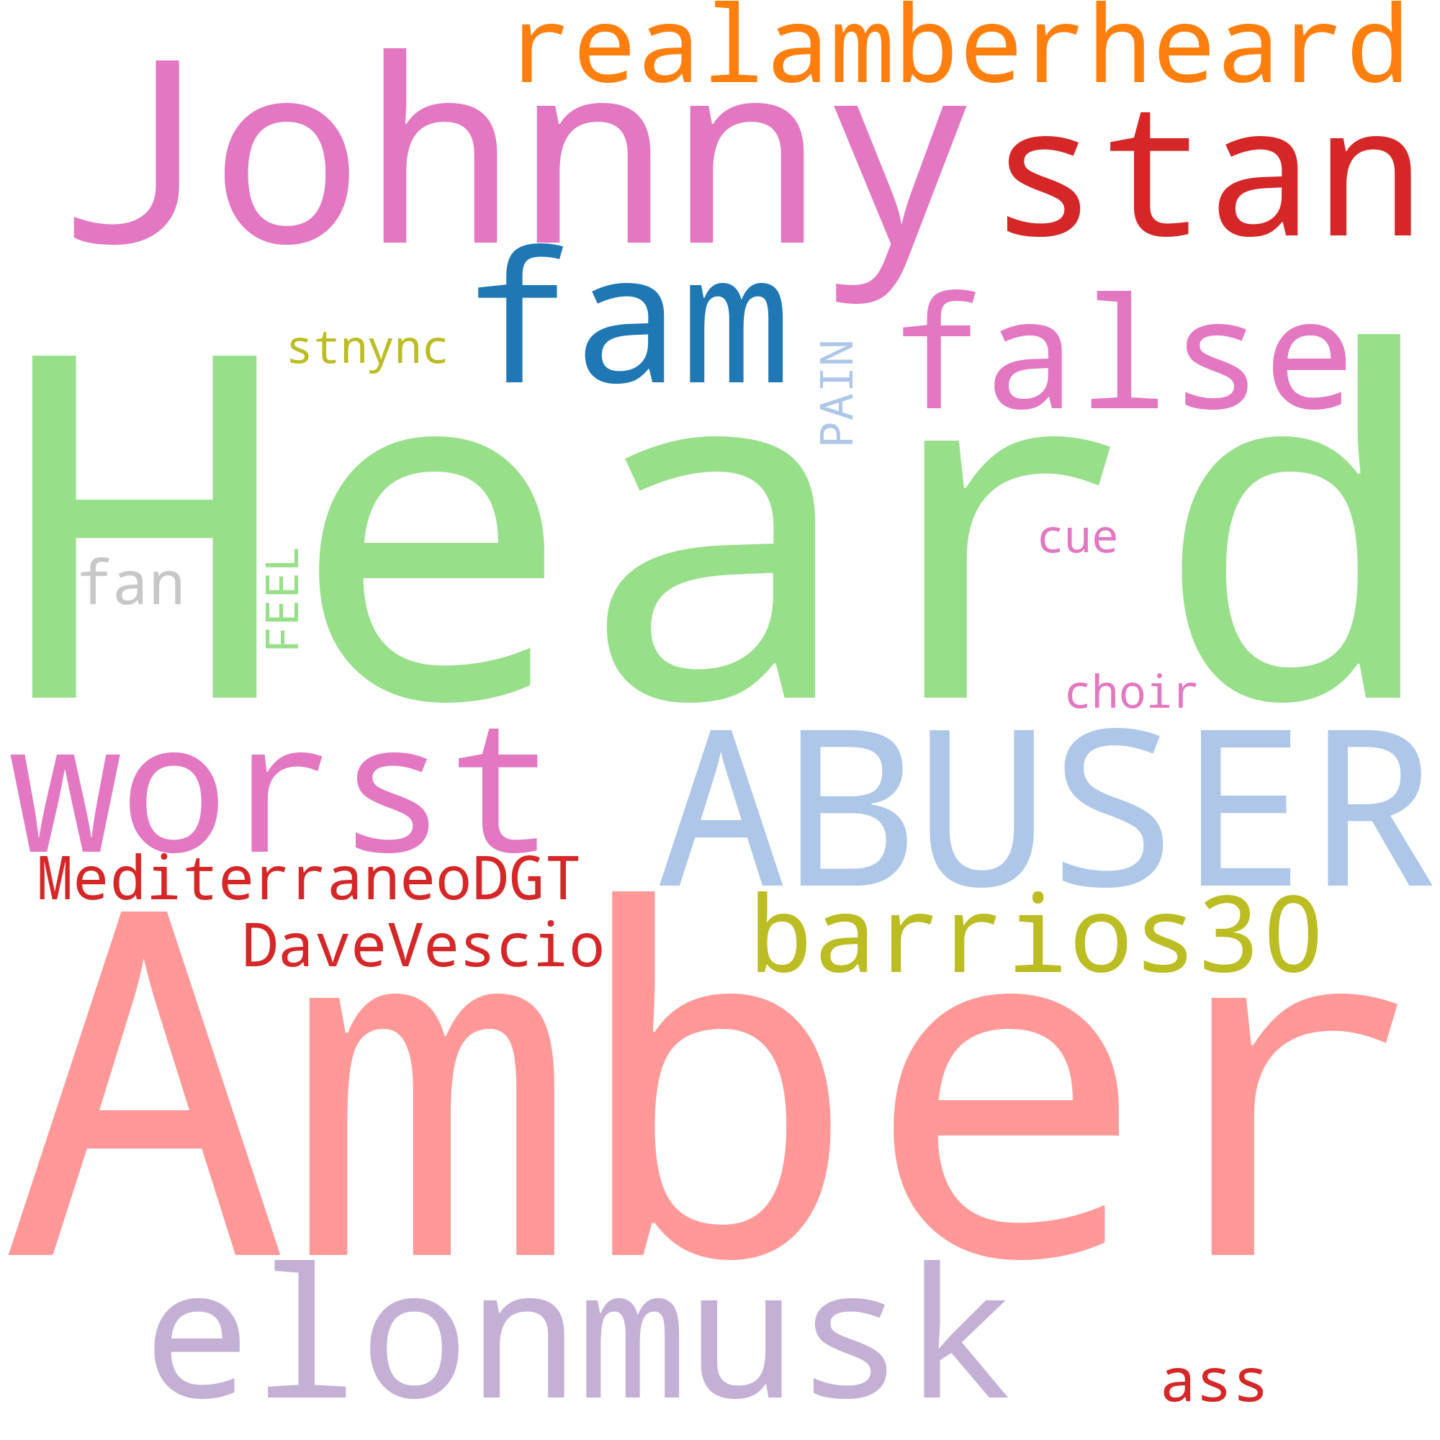 realamberheard
Johnny
stan
fam
false
stnync
PAIN
Heard
fan
FEEL
cue
choir
worst
ABUSER
MediterraneoDGT
DaveVescio
barrios30
Amber
elonmusk
ass